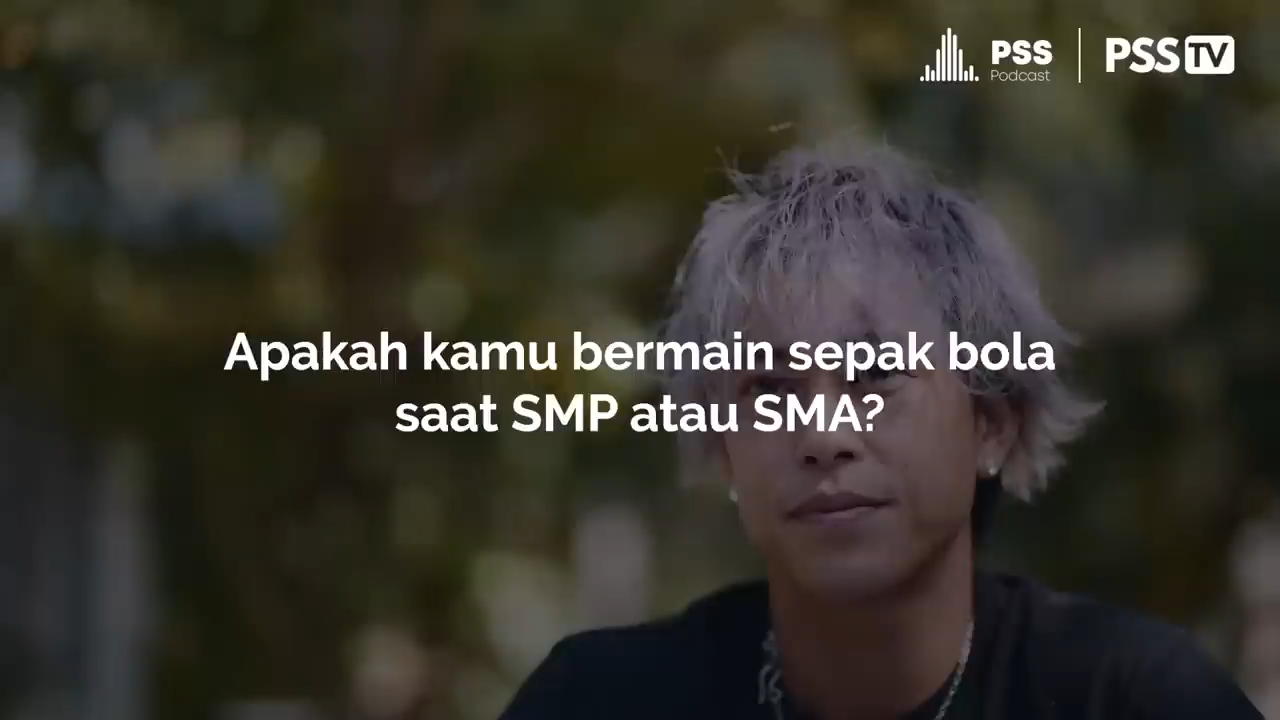 PSS
Podcast
PSS TV
Apakah kamu bermain sepak bola
saat SMP atau SMA?